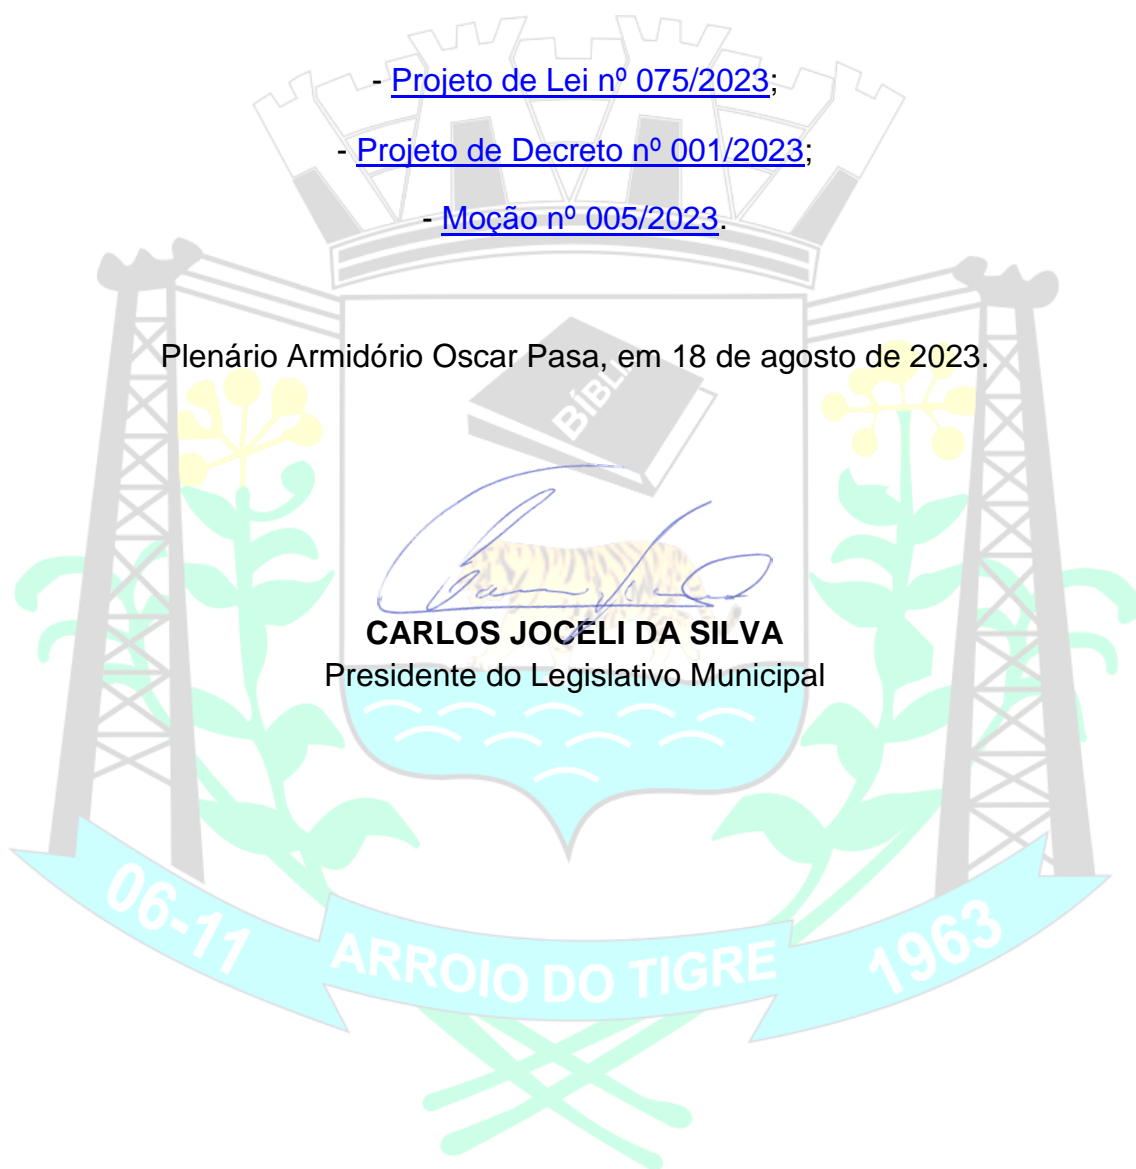 - Projeto de Lei nº 075/2023;
- Projeto de Decreto nº 001/2023;
- Moção nº 005/2023.
Plenário Armidório Oscar Pasa, em 18 de agosto de 2023.
BÍBLI
CARLOS JOCELI DA SILVA
Presidente do Legislativo Municipal
06-11 ARROIO DO TIGRE 1963